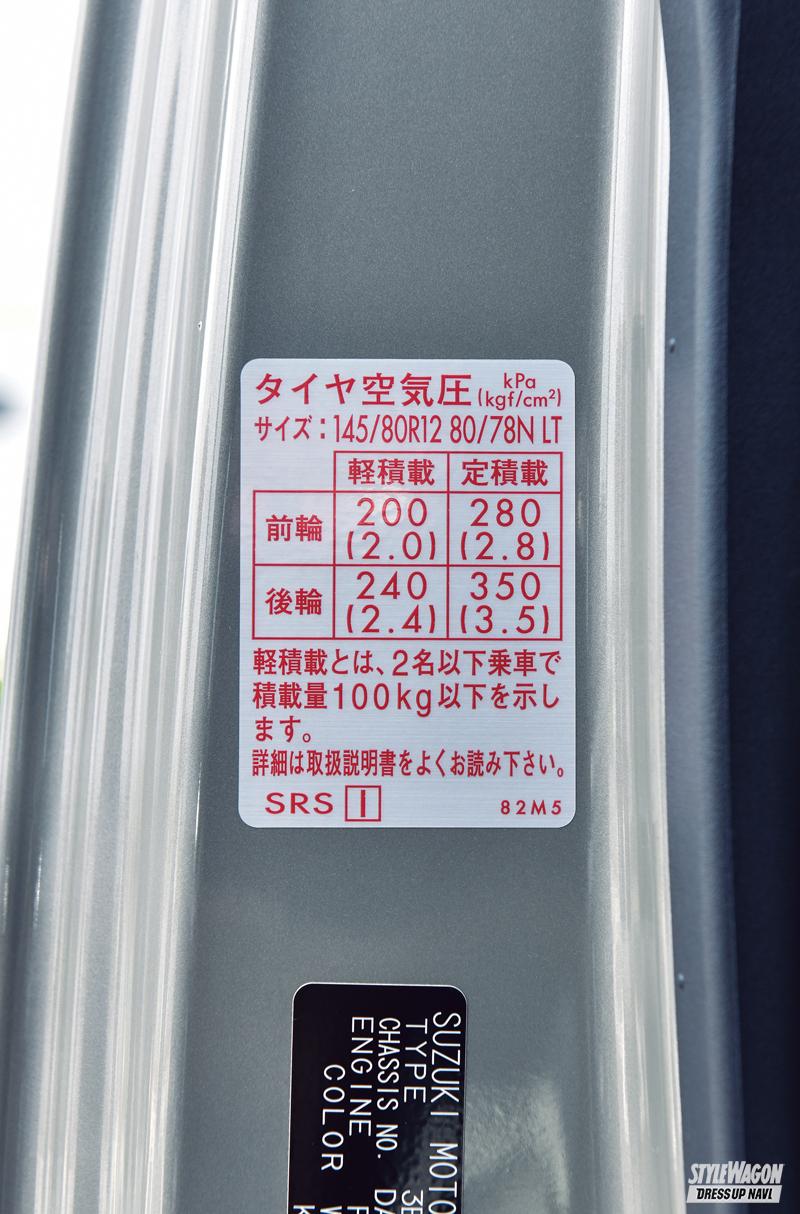 タイヤ空気圧 kPa (kgf/cm²)
サイズ：145/80R12 80/78N LT
軽積載 定積載
前輪 200 (2.0) 280 (2.8)
後輪 240 (2.4) 350 (3.5)
軽積載とは、2名以下乗車で
積載量100kg以下を示し
ます。
詳細は取扱説明書をよくお読み下さい。
SRS I 82M5
SUZUKI MOTO
TYPE 3B
CHASSIS NO. DA
ENGINE
COLOR
STYLEWAGON
DRESS UP NAVI